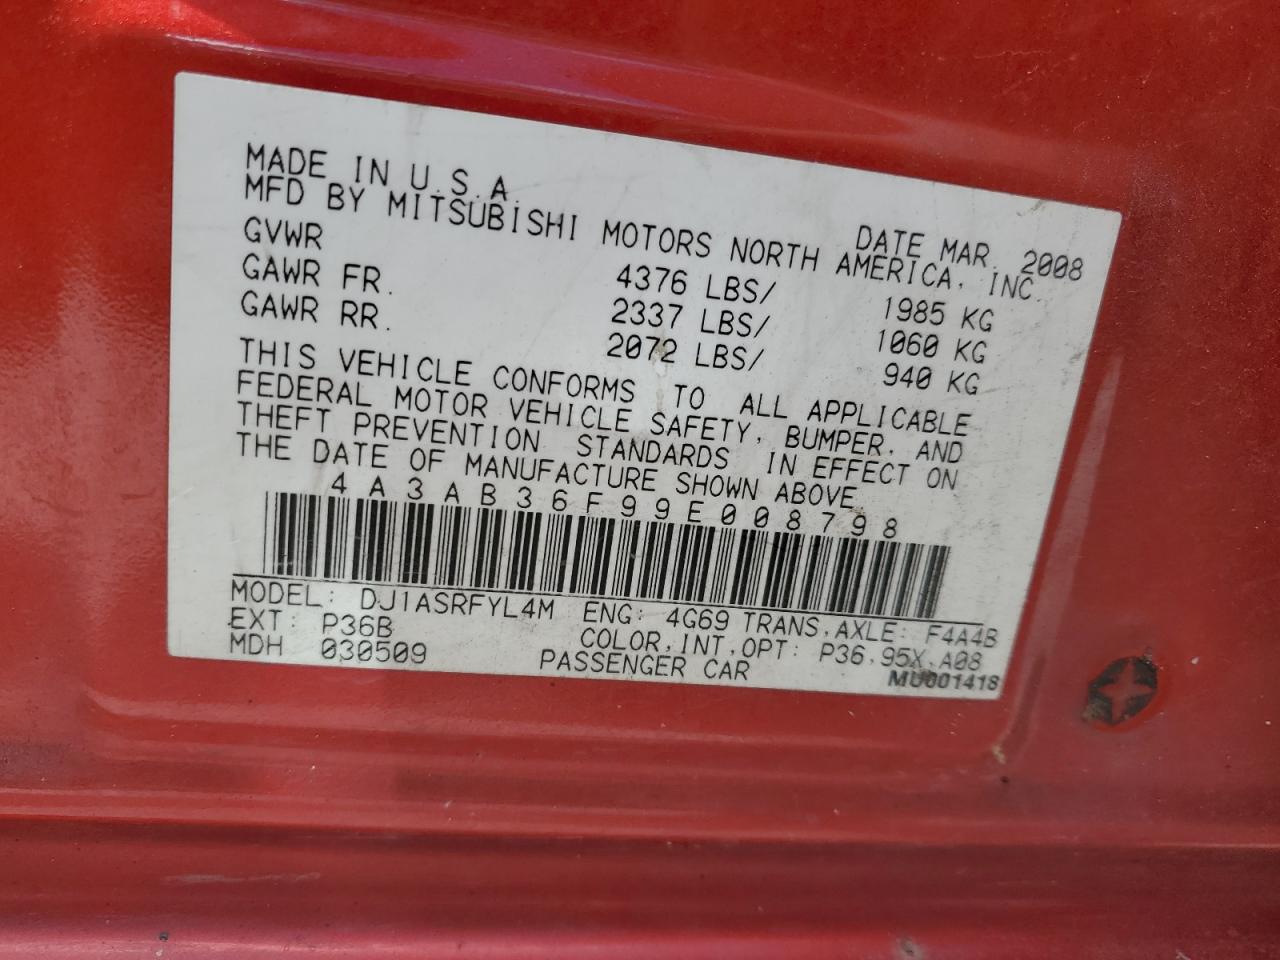 MADE IN U.S.A. DATE MAR. 2008
MFD BY MITSUBISHI MOTORS NORTH AMERICA, INC.
GVWR 4376 LBS/ 1985 KG
GAWR FR. 2337 LBS/ 1060 KG
GAWR RR. 2072 LBS/ 940 KG
THIS VEHICLE CONFORMS TO ALL APPLICABLE
FEDERAL MOTOR VEHICLE SAFETY, BUMPER, AND
THEFT PREVENTION STANDARDS IN EFFECT ON
THE DATE OF MANUFACTURE SHOWN ABOVE.
4A3AB36F99E008798
MODEL: DJ1ASRFYL4M ENG: 4G69 TRANS,AXLE: F4A4B
EXT: P36B COLOR,INT,OPT: P36,95X,A08
MDH 030509 PASSENGER CAR MU001418